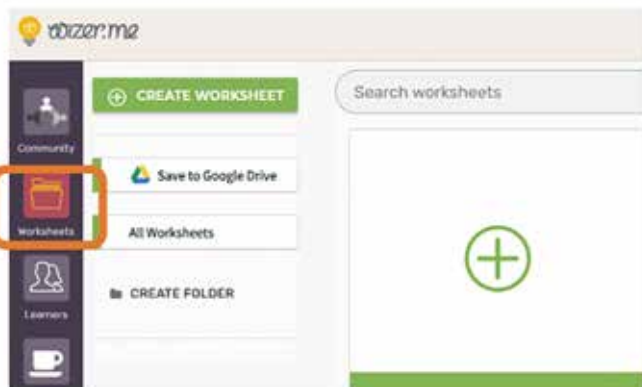 wizer.me
CREATE WORKSHEET
Search worksheets
Community
Save to Google Drive
Worksheets
All Worksheets
CREATE FOLDER
Learners